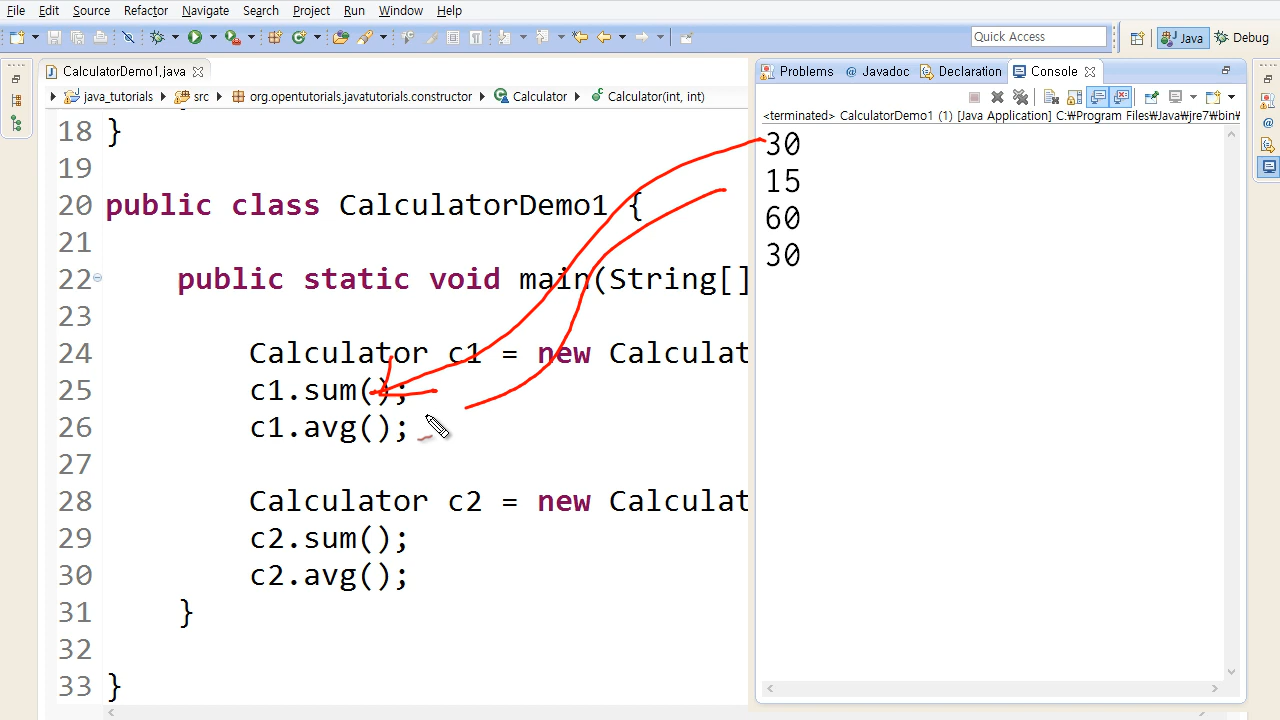 File Edit Source Refactor Navigate Search Project Run Window Help
Quick Access
Java
Debug
CalculatorDemo1.java
java_tutorials src org.opentutorials.javatutorials.constructor Calculator Calculator(int, int)
18 }
19
20 public class CalculatorDemo1 {
21
22 public static void main(String[]
23
24 Calculator c1 = new Calculat
25 c1.sum();
26 c1.avg();
27
28 Calculator c2 = new Calculat
29 c2.sum();
30 c2.avg();
31 }
32
33 }
Problems @ Javadoc Declaration Console
<terminated> CalculatorDemo1 (1) [Java Application] C:₩Program Files₩Java₩jre7₩bin₩
30
15
60
30